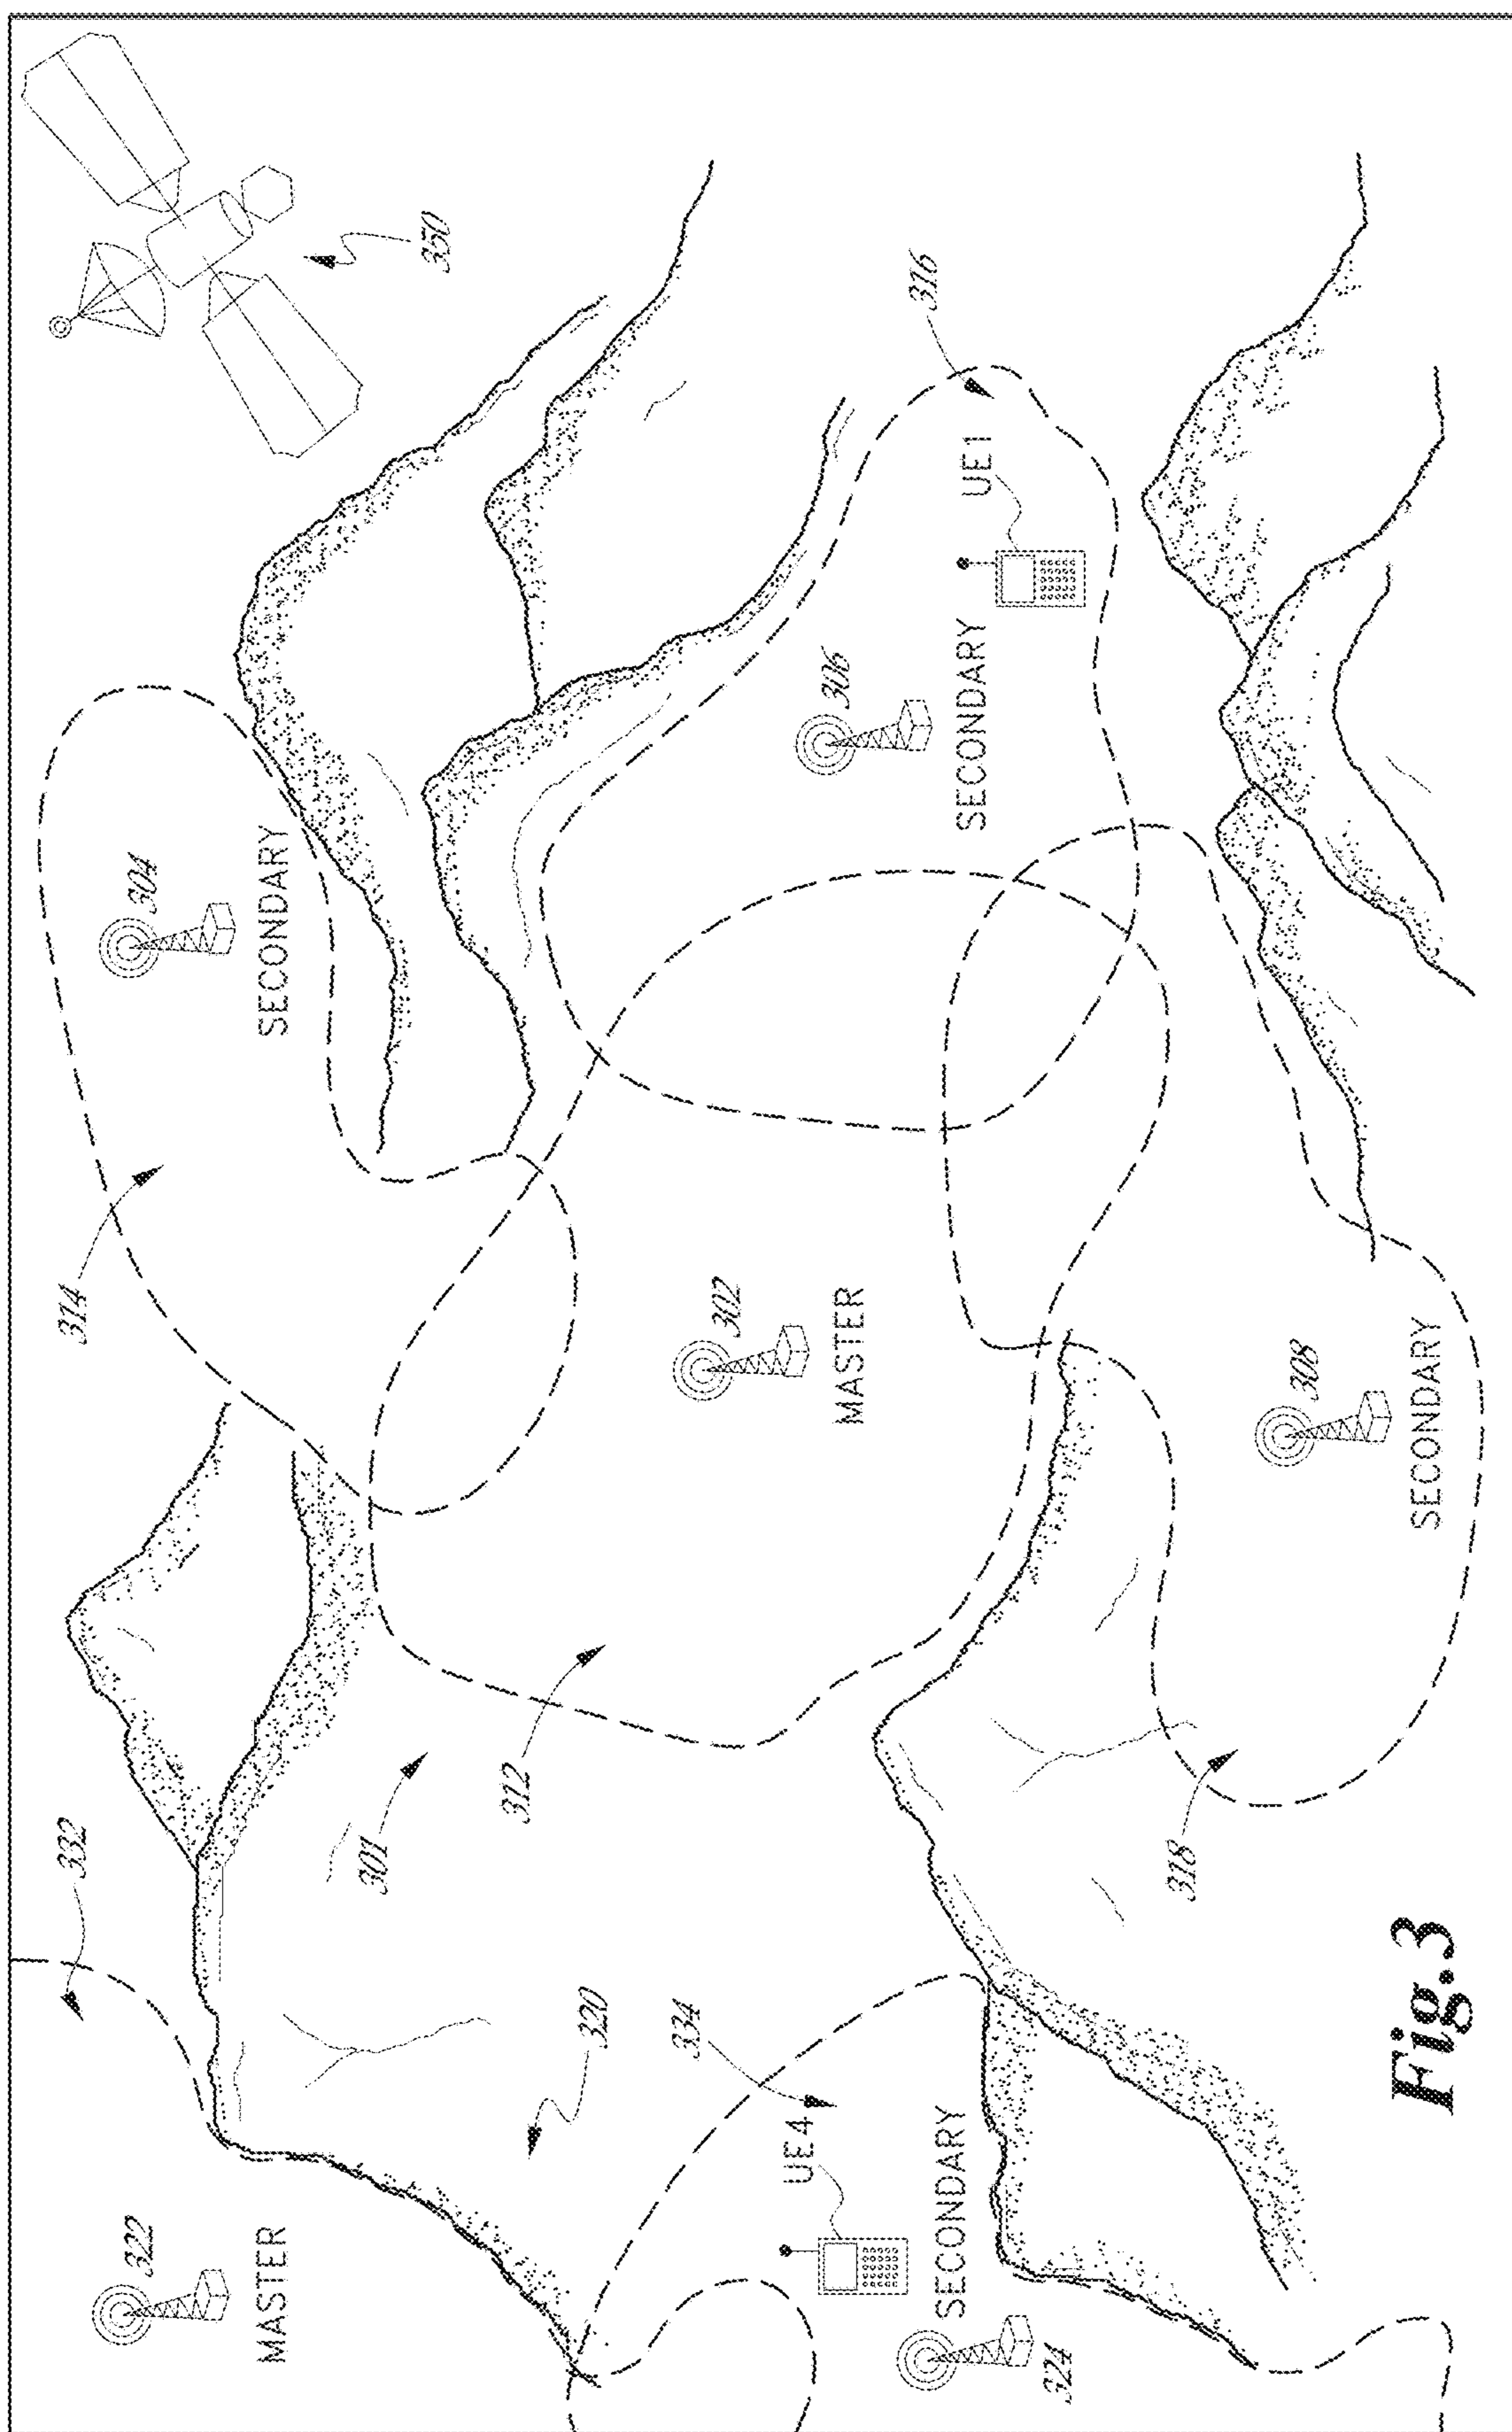 350
304
SECONDARY
314
316
UE1
306
SECONDARY
302
MASTER
308
SECONDARY
332
301
312
318
322
MASTER
320
334
UE4
SECONDARY
324
Fig.3